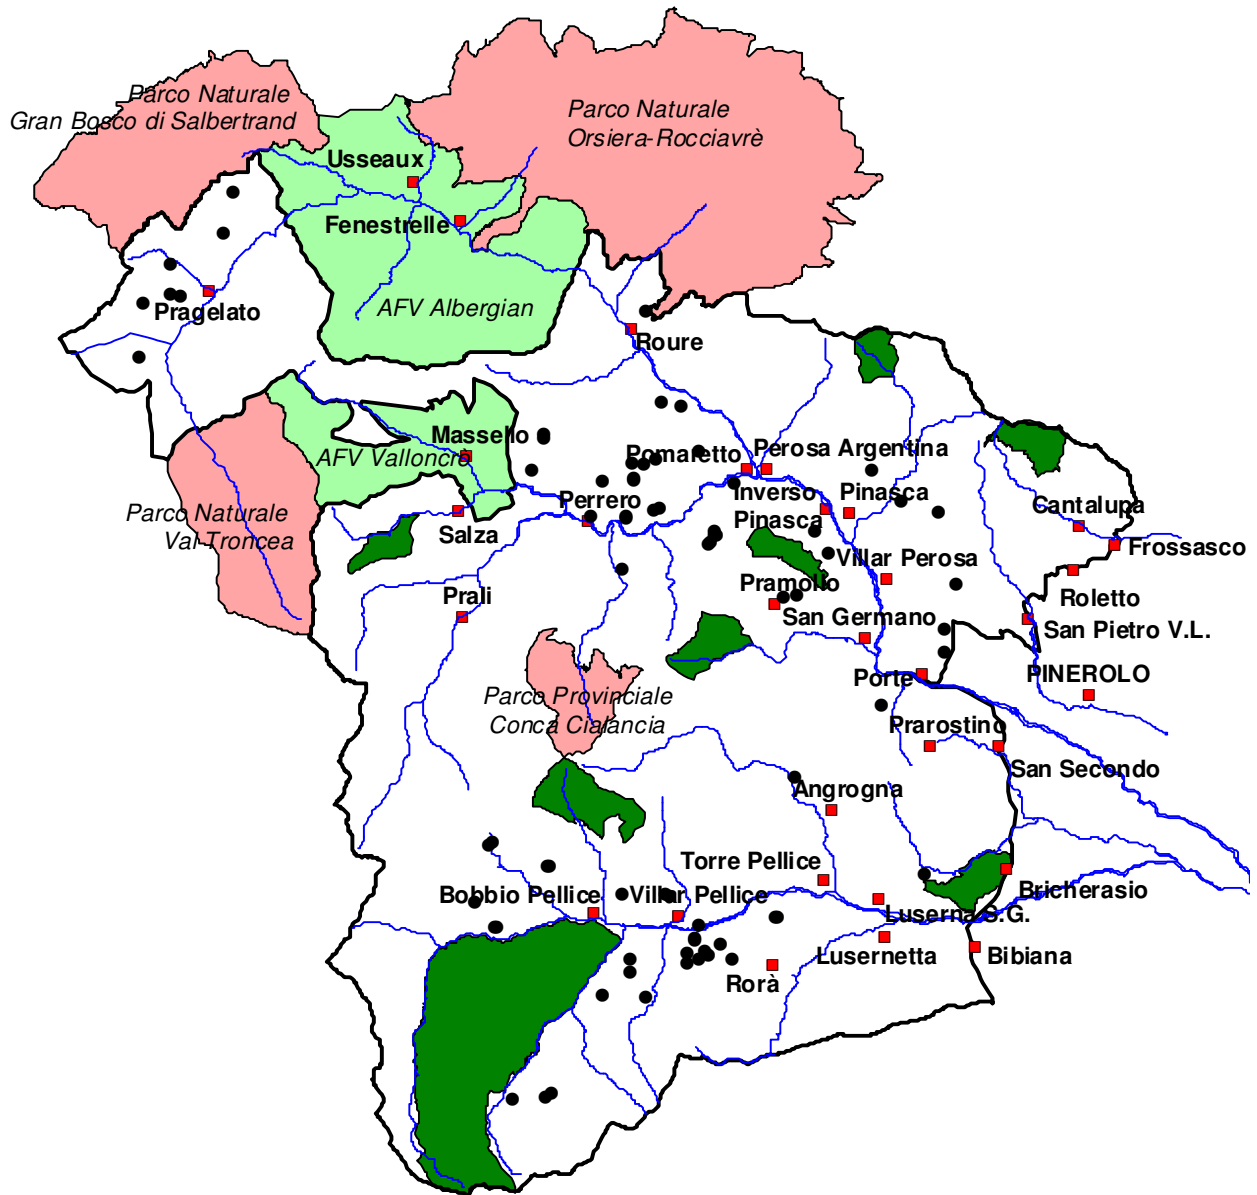 Parco Naturale
Gran Bosco di Salbertrand
Parco Naturale
Orsiera-Rocciavrè
Usseaux
Fenestrelle
AFV Albergian
Pragelato
Roure
Massello
AFV Valloncrò
Pomaretto
Perosa Argentina
Perrero
Inverso
Pinasca
Pinasca
Cantalupa
Parco Naturale
Val Troncea
Salza
Frossasco
Villar Perosa
Prali
Pramollo
Roletto
San Germano
San Pietro V.L.
Porte
PINEROLO
Parco Provinciale
Conca Cialancia
Prarostino
San Secondo
Angrogna
Torre Pellice
Bobbio Pellice
Villar Pellice
Bricherasio
Luserna S.G.
Lusernetta
Bibiana
Rorà